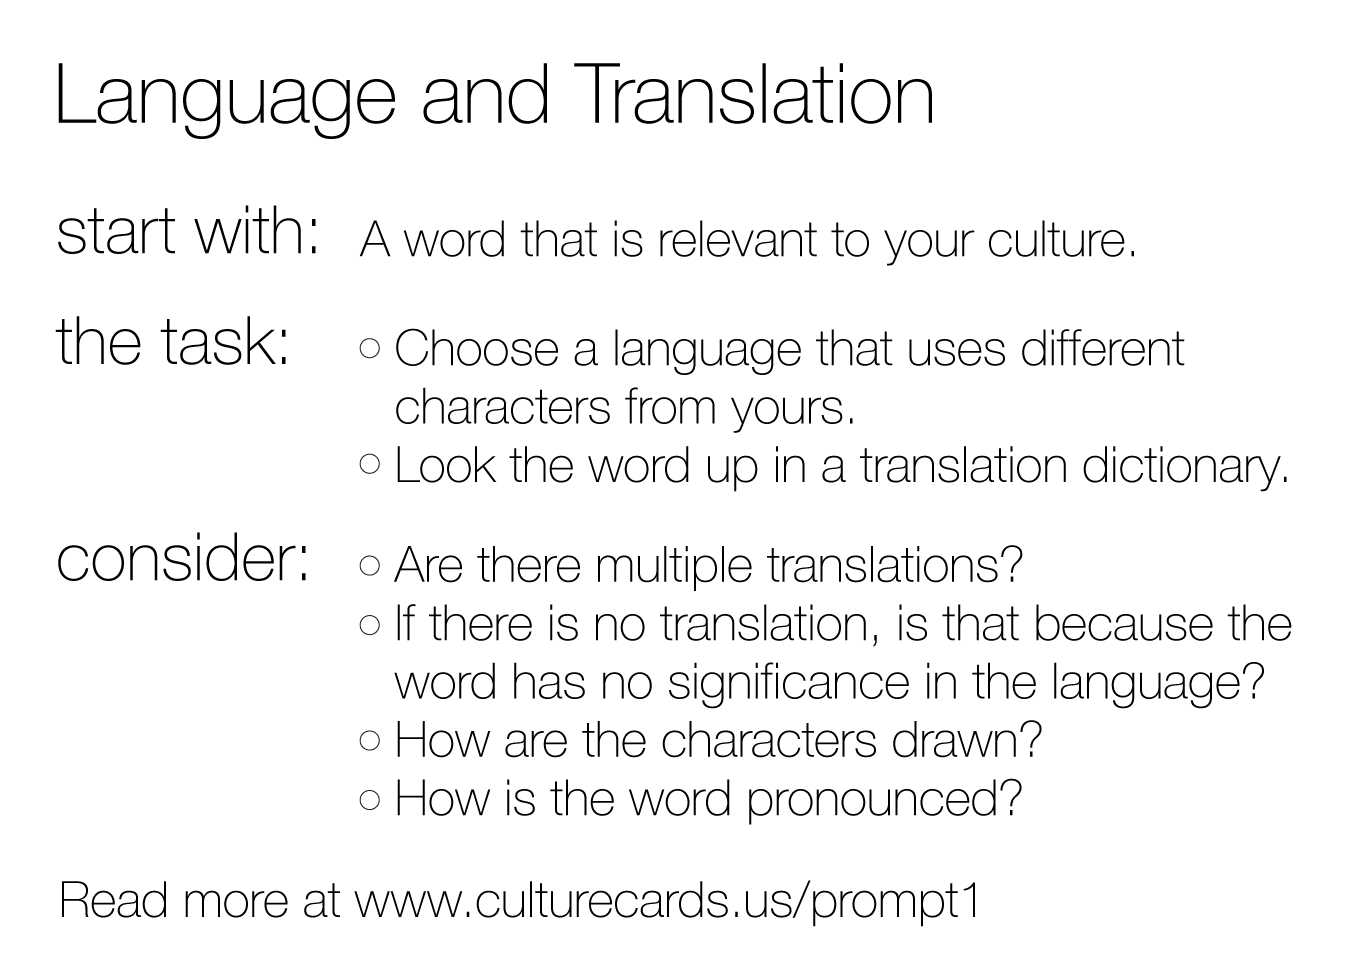 Language and Translation
start with: A word that is relevant to your culture.
the task: ○ Choose a language that uses different
characters from yours.
○ Look the word up in a translation dictionary.
consider: ○ Are there multiple translations?
○ If there is no translation, is that because the
word has no significance in the language?
○ How are the characters drawn?
○ How is the word pronounced?
Read more at www.culturecards.us/prompt1